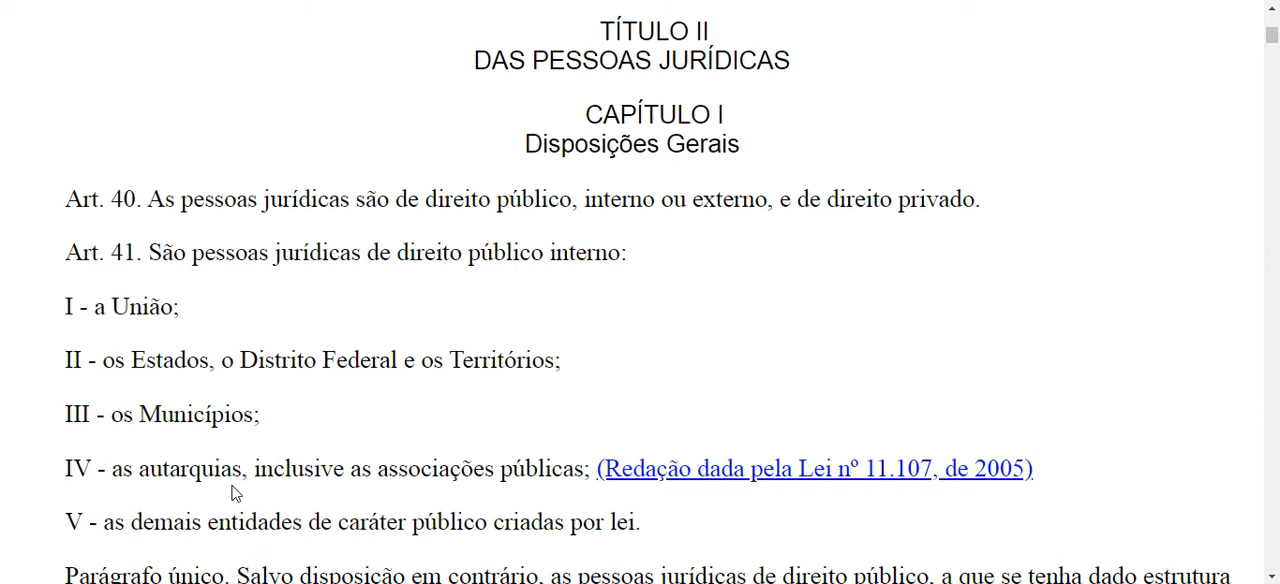 TÍTULO II
DAS PESSOAS JURÍDICAS
CAPÍTULO I
Disposições Gerais
Art. 40. As pessoas jurídicas são de direito público, interno ou externo, e de direito privado.
Art. 41. São pessoas jurídicas de direito público interno:
I - a União;
II - os Estados, o Distrito Federal e os Territórios;
III - os Municípios;
IV - as autarquias, inclusive as associações públicas; (Redação dada pela Lei nº 11.107, de 2005)
V - as demais entidades de caráter público criadas por lei.
Parágrafo único. Salvo disposição em contrário, as pessoas jurídicas de direito público, a que se tenha dado estrutura